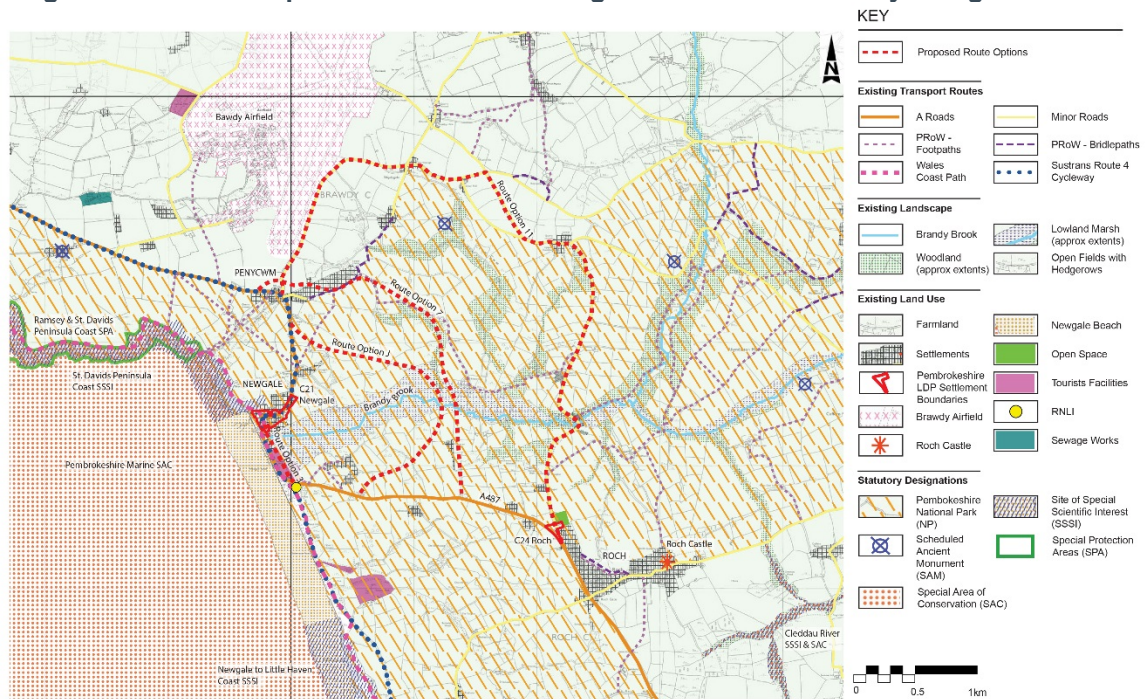 KEY
Proposed Route Options
Existing Transport Routes
A Roads
Minor Roads
PRoW -
Footpaths
PRoW - Bridlepaths
Wales
Coast Path
Sustrans Route 4
Cycleway
Existing Landscape
Brandy Brook
Lowland Marsh
(approx extents)
Woodland
(approx extents)
Open Fields with
Hedgerows
Existing Land Use
Farmland
Newgale Beach
Settlements
Open Space
Pembrokeshire
LDP Settlement
Boundaries
Tourists Facilities
Brawdy Airfield
RNLI
Roch Castle
Sewage Works
Statutory Designations
Pembokeshire
National Park
(NP)
Site of Special
Scientific Interest
(SSSI)
Scheduled
Ancient
Monument
(SAM)
Special Protection
Areas (SPA)
Special Area of
Conservation (SAC)
0
0.5
1km
N
Bawdy Airfield
BRAWDY C
Route Option 11
PENYCWM
Route Option 7
Ramsey & St. Davids
Peninsula Coast SPA
Route Option J
St. Davids Peninsula
Coast SSSI
NEWGALE
C21
Newgale
Brandy Brook
Route Option 3
Pembrokeshire Marine SAC
A487
C24 Roch
ROCH
Roch Castle
ROCH C
Cleddau River
SSSI & SAC
Newgale to Little Haven
Coast SSSI